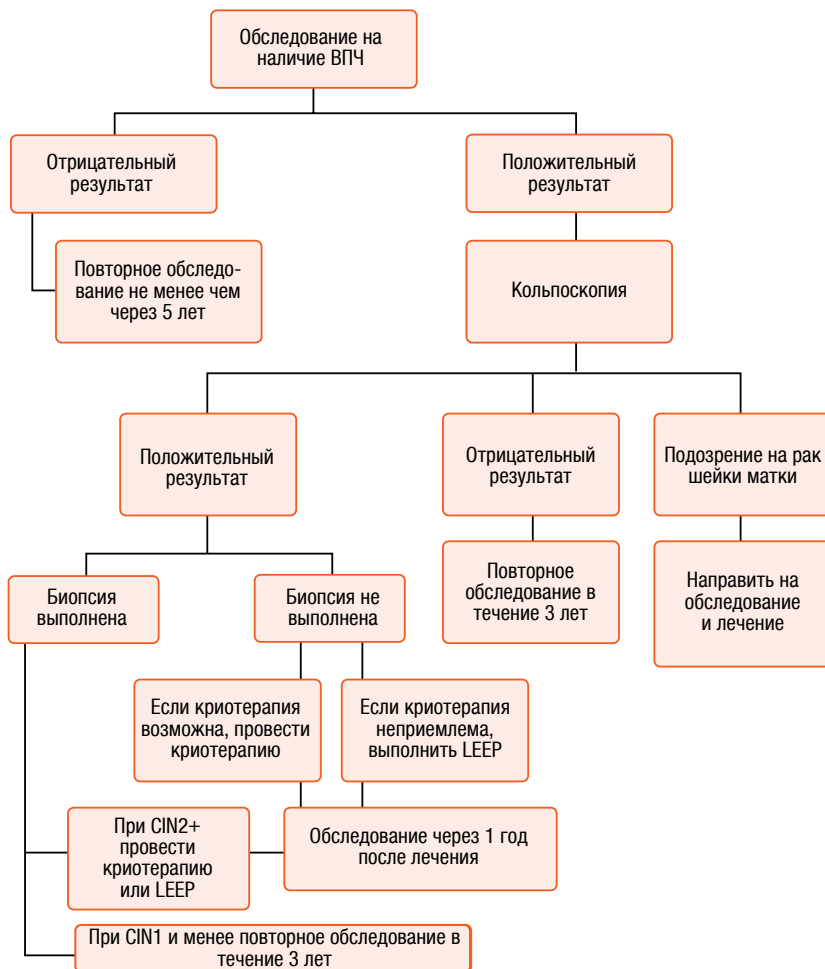 Обследование на
наличие ВПЧ
Отрицательный
результат
Положительный
результат
Повторное обследо-
вание не менее чем
через 5 лет
Кольпоскопия
Положительный
результат
Отрицательный
результат
Подозрение на рак
шейки матки
Биопсия
выполнена
Биопсия не
выполнена
Повторное
обследование в
течение 3 лет
Направить на
обследование
и лечение
Если криотерапия
возможна, провести
криотерапию
Если криотерапия
неприемлема,
выполнить LEEP
При CIN2+
провести
криотерапию
или LEEP
Обследование через 1 год
после лечения
При CIN1 и менее повторное обследование в
течение 3 лет